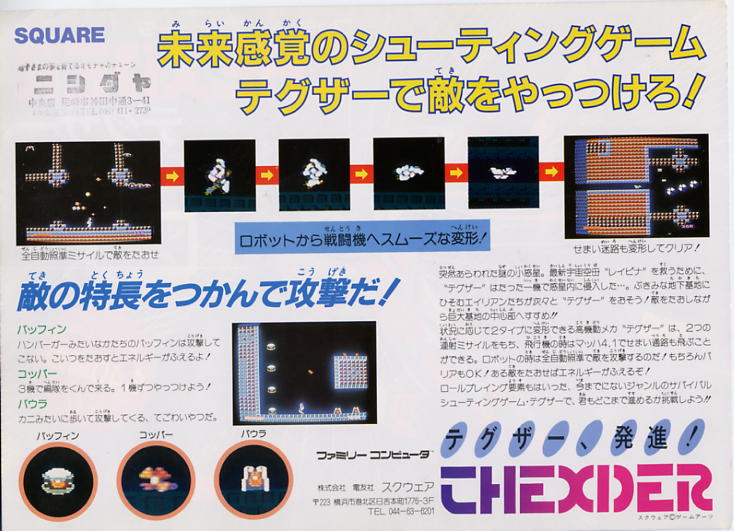 SQUARE
未来感覚のシューティングゲーム
テグザーで敵をやっつけろ!
ニシダヤ
全自動照準ミサイルで敵をたおせ
ロボットから戦闘機へスムーズな変形!
せまい迷路も変形してクリア!
敵の特長をつかんで攻撃だ!
パッフィン
ハンバーガーみたいなかたちのパッフィンは攻撃して
こない。こいつをたおすとエネルギーがふえるよ!
コッパー
3機で編隊をくんで来る。1機ずつやっつけよう!
パウラ
カニみたいに歩いて攻撃してくる、てごわいやつだ。
パッフィン
コッパー
パウラ
突然あらわれた謎の小惑星。最新宇宙空母“レイピナ”を救うために、
“テグザー”はたった一機で惑星内に侵入した…。ぶきみな地下基地に
ひそむエイリアンたちが次々と“テグザー”をおそう!敵をたおしなが
ら巨大基地の中の部へすすめ!!
状況に応じて2タイプに変形できる高機動メカ“テグザー”は、2つの
連射ミサイルをもち、飛行機の時はマッハ4.1でせまい通路も飛ぶこと
ができる。ロボットの時は全自動照準で敵を攻撃するのだ!もちろんバ
リアもOK!ある敵をたおせばエネルギーがふえるぞ!
ロールプレイング要素もはいった、今までにないジャンルのサバイバル
シューティングゲーム・テグザーで、君もどこまで進めるか挑戦しよう!!
テグザー、発進!
THEXDER
ファミリーコンピュータ
株式会社 電友社 スクウェア
〒223 横浜市港北区日吉本町1776-3F
TEL 044-63-6201
スクウェア©ゲームアーツ